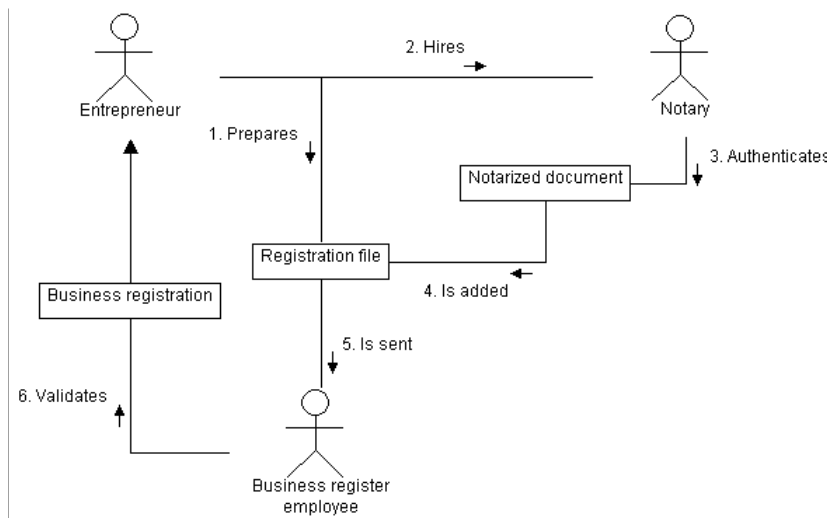 2. Hires
Entrepreneur
Notary
1. Prepares
3. Authenticates
Notarized document
Registration file
4. Is added
Business registration
5. Is sent
6. Validates
Business register
employee